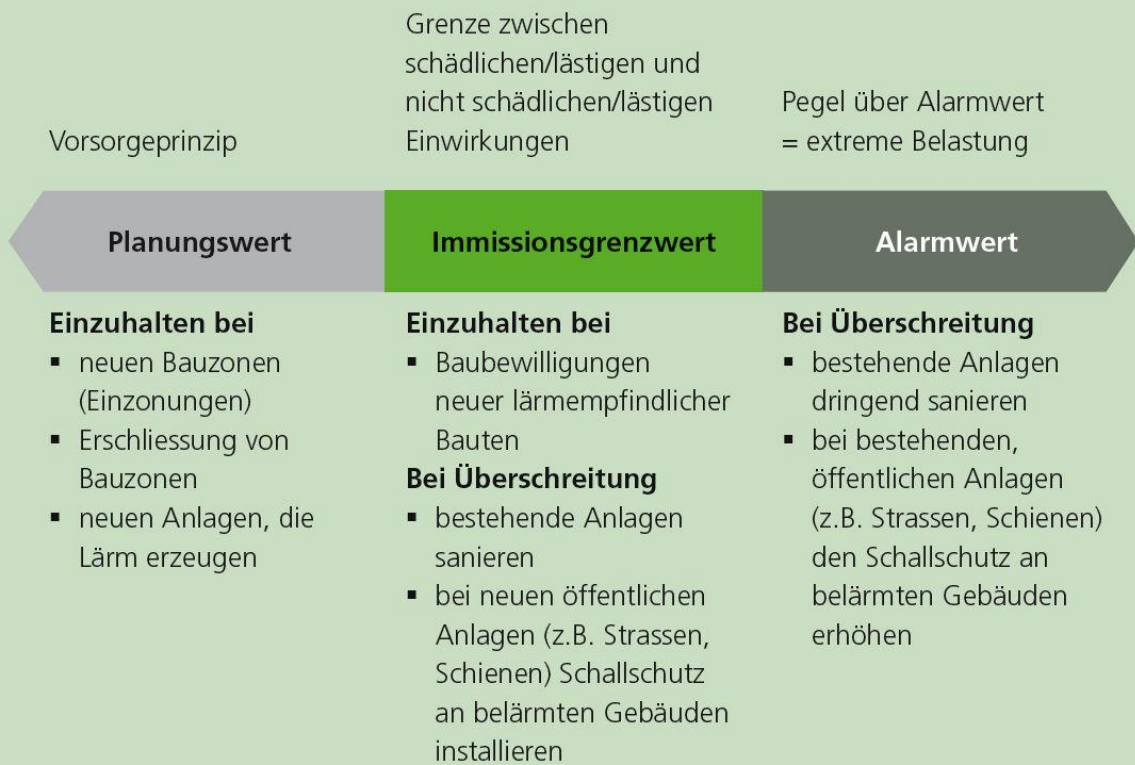 Vorsorgeprinzip
Grenze zwischen
schädlichen/lästigen und
nicht schädlichen/lästigen
Einwirkungen
Pegel über Alarmwert
= extreme Belastung
Planungswert
Immissionsgrenzwert
Alarmwert
Einzuhalten bei
▪ neuen Bauzonen
(Einzonungen)
▪ Erschliessung von
Bauzonen
▪ neuen Anlagen, die
Lärm erzeugen
Einzuhalten bei
▪ Baubewilligungen
neuer lärmempfindlicher
Bauten
Bei Überschreitung
▪ bestehende Anlagen
sanieren
▪ bei neuen öffentlichen
Anlagen (z.B. Strassen,
Schienen) Schallschutz
an belärmten Gebäuden
installieren
Bei Überschreitung
▪ bestehende Anlagen
dringend sanieren
▪ bei bestehenden,
öffentlichen Anlagen
(z.B. Strassen, Schienen)
den Schallschutz an
belärmten Gebäuden
erhöhen